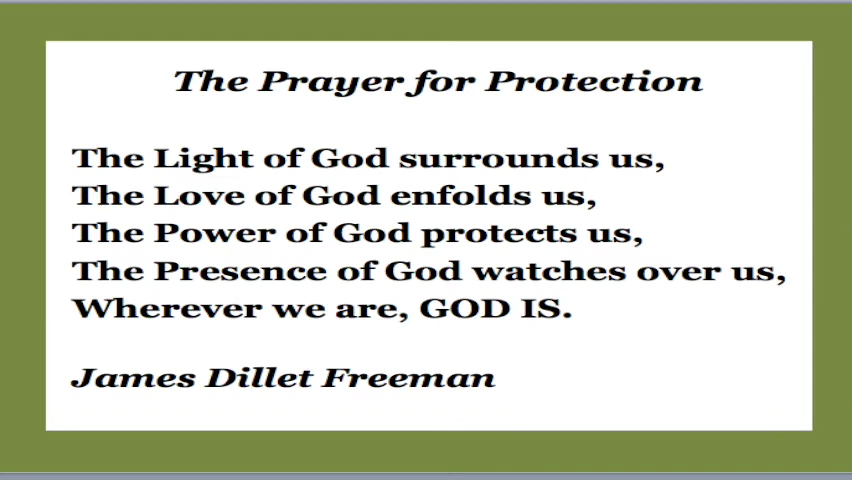 The Prayer for Protection
The Light of God surrounds us,
The Love of God enfolds us,
The Power of God protects us,
The Presence of God watches over us,
Wherever we are, GOD IS.
James Dillet Freeman